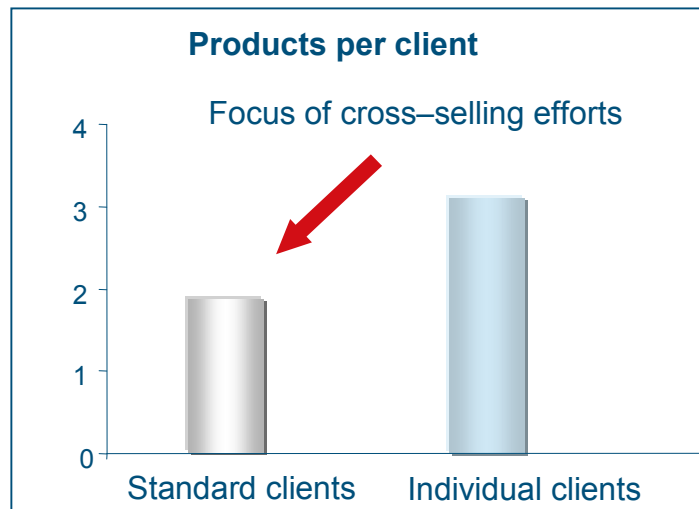 Products per client
Focus of cross–selling efforts
4
3
2
1
0
Standard clients
Individual clients